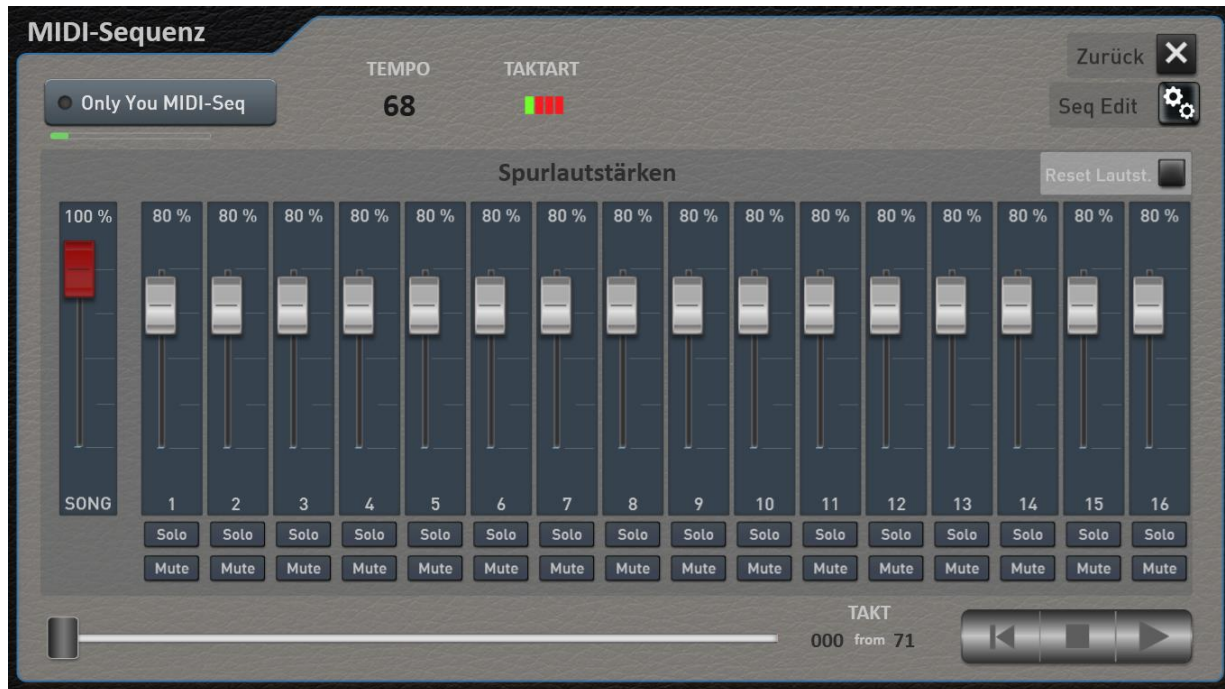 MIDI-Sequenz
Zurück
TEMPO TAKTART
Only You MIDI-Seq
68
Seq Edit
Spurlautstärken
Reset Lautst.
100 % 80 % 80 % 80 % 80 % 80 % 80 % 80 % 80 % 80 % 80 % 80 % 80 % 80 % 80 % 80 % 80 %
SONG 1 2 3 4 5 6 7 8 9 10 11 12 13 14 15 16
Solo Solo Solo Solo Solo Solo Solo Solo Solo Solo Solo Solo Solo Solo Solo Solo
Mute Mute Mute Mute Mute Mute Mute Mute Mute Mute Mute Mute Mute Mute Mute Mute
TAKT
000 from 71